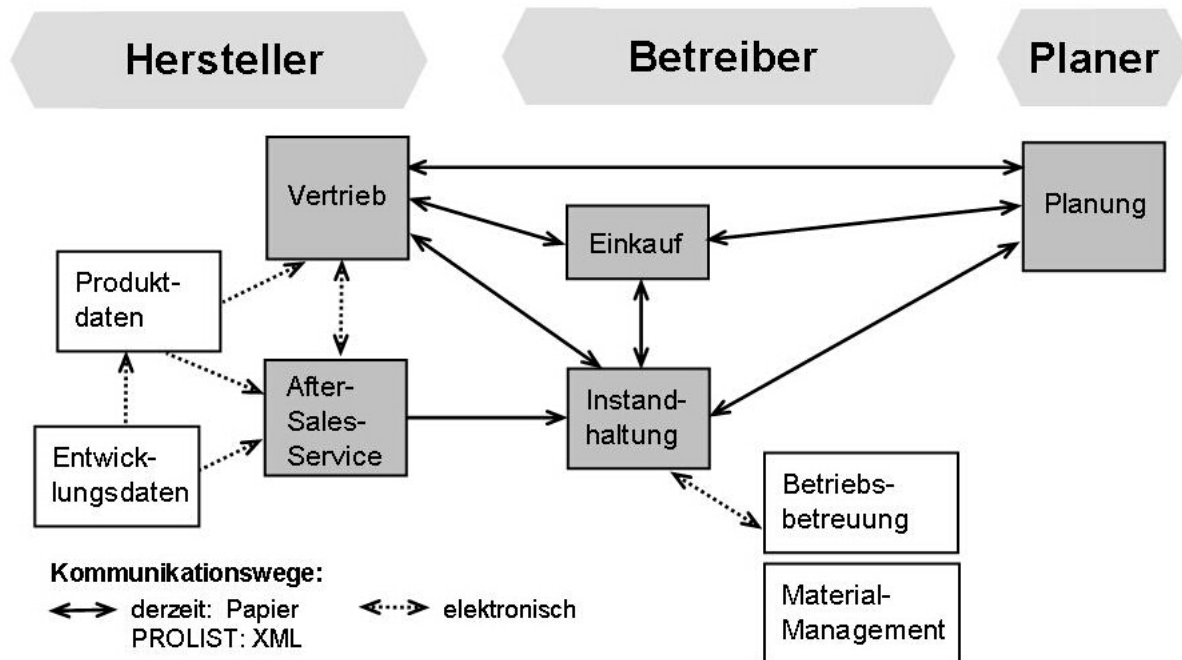 Hersteller
Betreiber
Planer
Vertrieb
Einkauf
Planung
Produkt-
daten
After-
Sales-
Service
Instand-
haltung
Entwick-
lungsdaten
Betriebs-
betreuung
Material-
Management
Kommunikationswege:
derzeit: Papier
PROLIST: XML
elektronisch